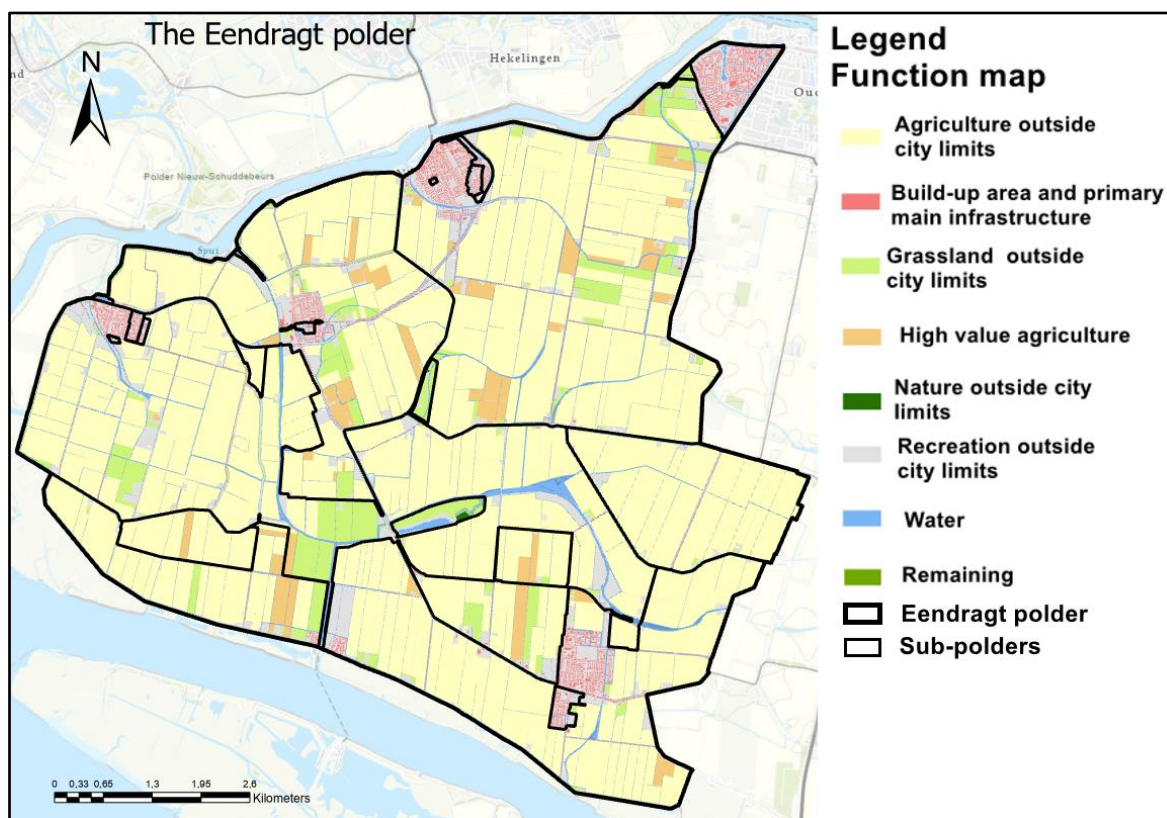 The Eendragt polder
N
Hekelingen
Oud
nd
Polder Nieuw-Schuddebeurs
Spui
0 0,33 0,65 1,3 1,95 2,6
Kilometers
Legend
Function map
Agriculture outside
city limits
Build-up area and primary
main infrastructure
Grassland outside
city limits
High value agriculture
Nature outside city
limits
Recreation outside
city limits
Water
Remaining
Eendragt polder
Sub-polders